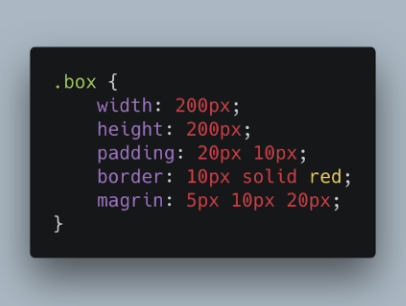 .box {
    width: 200px;
    height: 200px;
    padding: 20px 10px;
    border: 10px solid red;
    magrin: 5px 10px 20px;
}